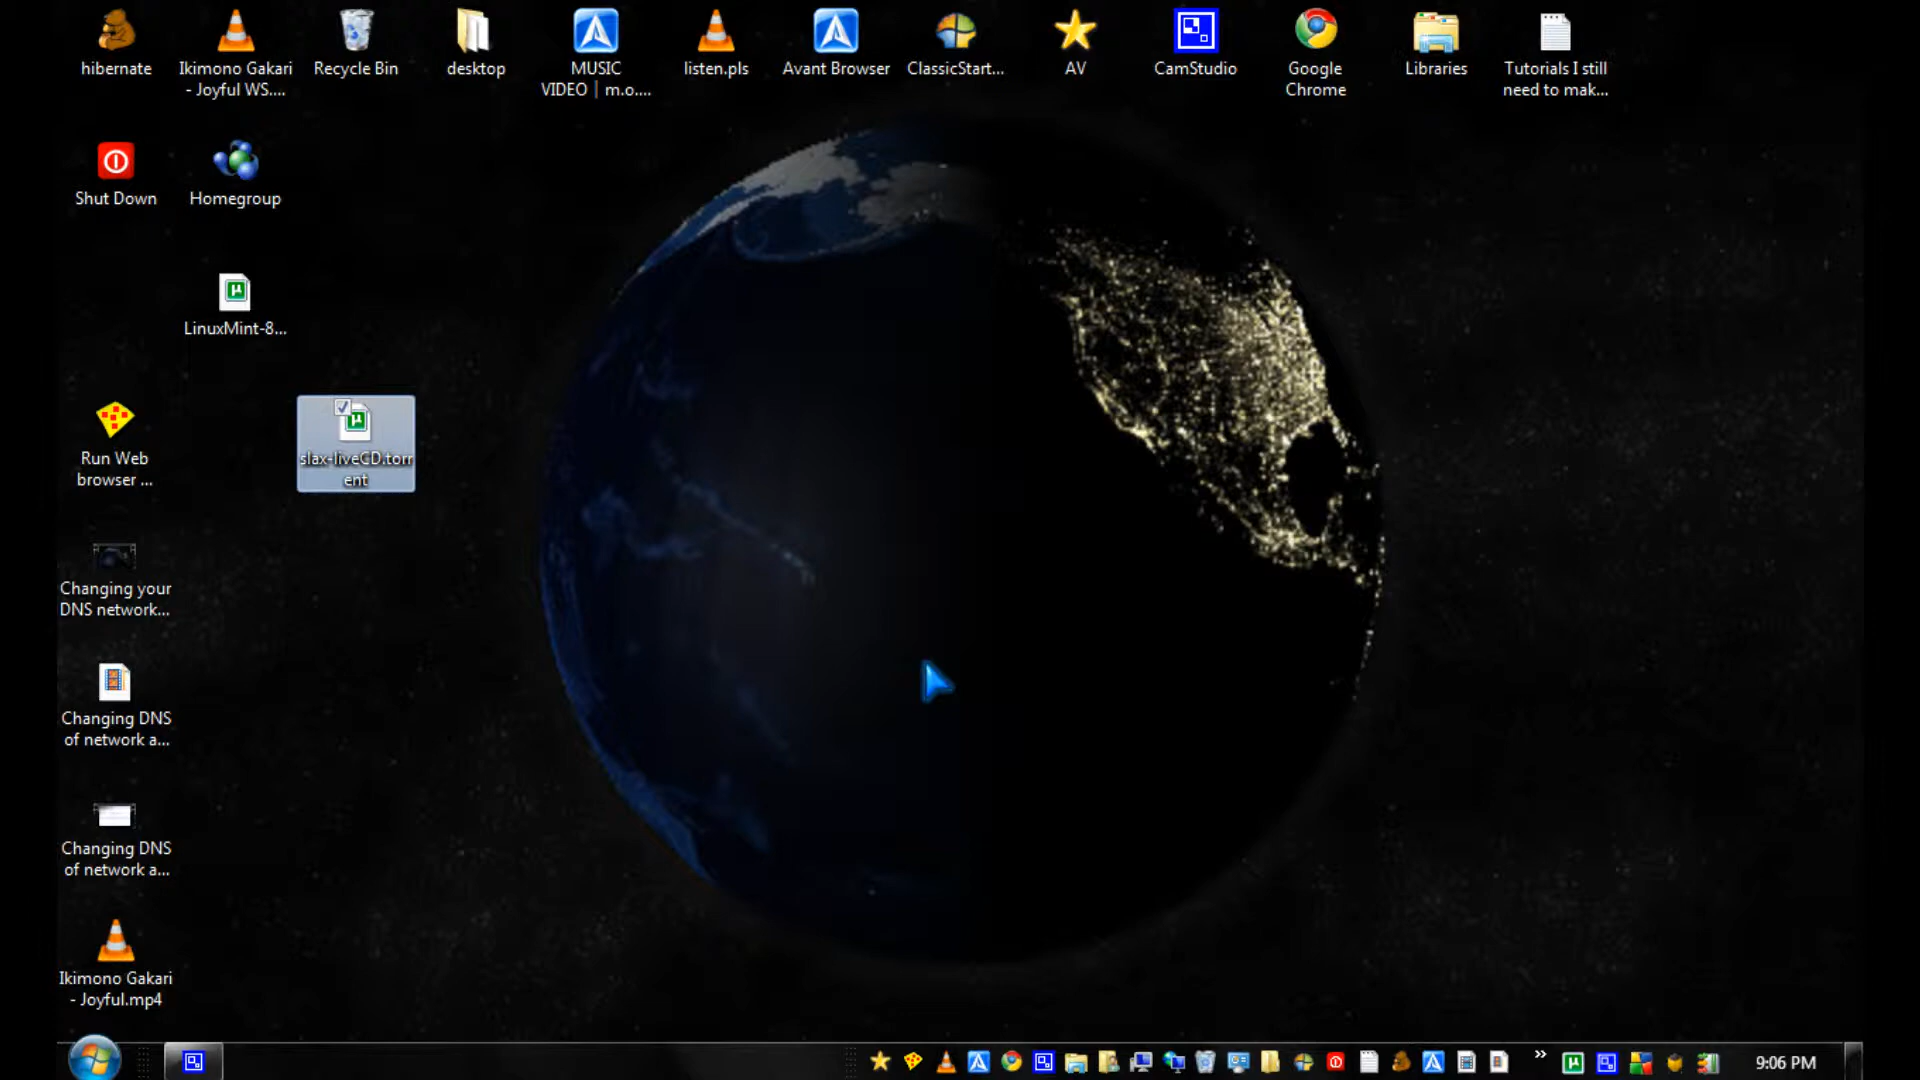 hibernate
Ikimono Gakari
- Joyful WS....
Recycle Bin
desktop
MUSIC
VIDEO | m.o....
listen.pls
Avant Browser
ClassicStart...
AV
CamStudio
Google
Chrome
Libraries
Tutorials I still
need to mak...
Shut Down
Homegroup
LinuxMint-8...
Run Web
browser ...
slax-liveCD.torr
ent
Changing your
DNS network...
Changing DNS
of network a...
Changing DNS
of network a...
Ikimono Gakari
- Joyful.mp4
9:06 PM